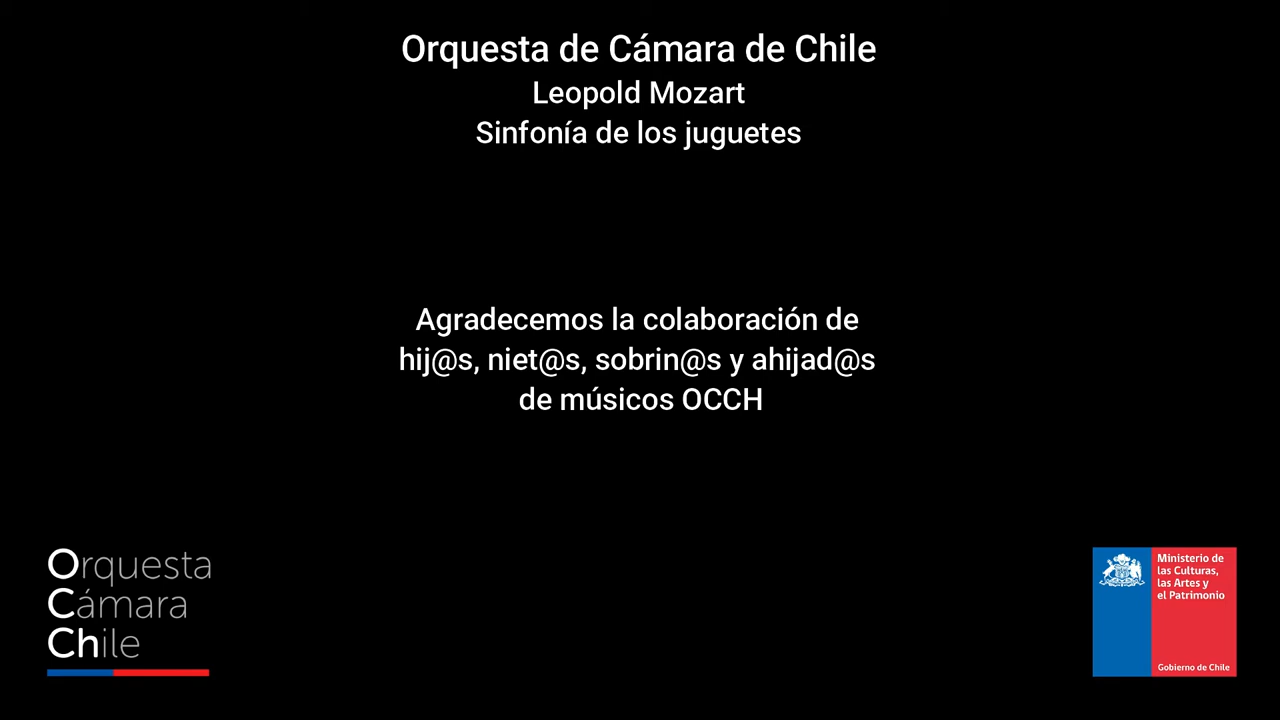 Orquesta de Cámara de Chile
Leopold Mozart
Sinfonía de los juguetes
Agradecemos la colaboración de
hij@s, niet@s, sobrin@s y ahijad@s
de músicos OCCH
Orquesta
Cámara
Chile
Ministerio de
las Culturas,
las Artes y
el Patrimonio
Gobierno de Chile